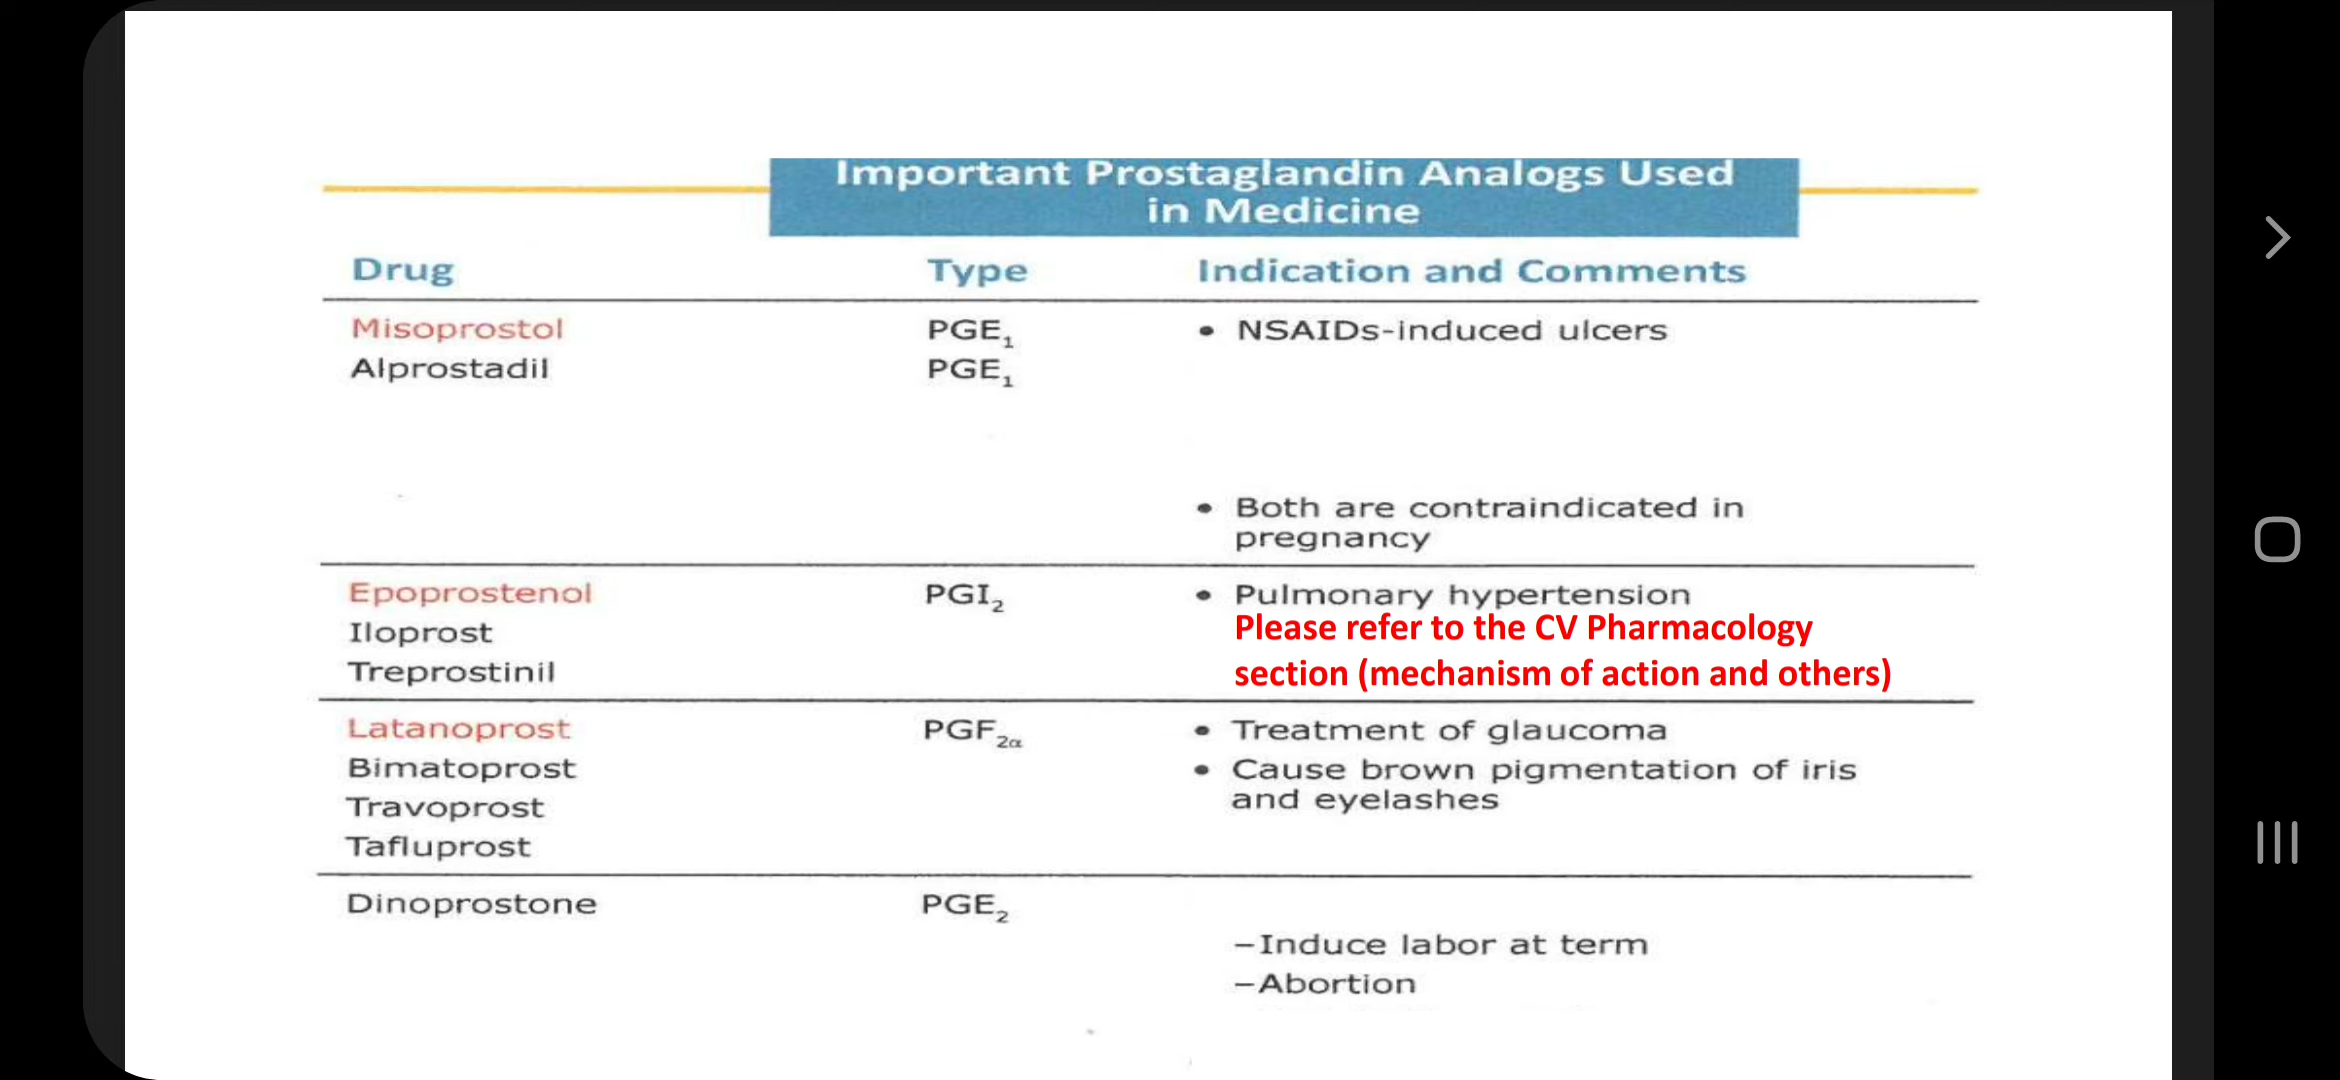 Important Prostaglandin Analogs Used
in Medicine
Drug Type Indication and Comments
Misoprostol PGE₁ • NSAIDs-induced ulcers
Alprostadil PGE₁
• Both are contraindicated in
pregnancy
Epoprostenol PGI₂ • Pulmonary hypertension
Iloprost Please refer to the CV Pharmacology
Treprostinil section (mechanism of action and others)
Latanoprost PGF₂α • Treatment of glaucoma
Bimatoprost • Cause brown pigmentation of iris
and eyelashes
Travoprost
Tafluprost
Dinoprostone PGE₂
–Induce labor at term
–Abortion